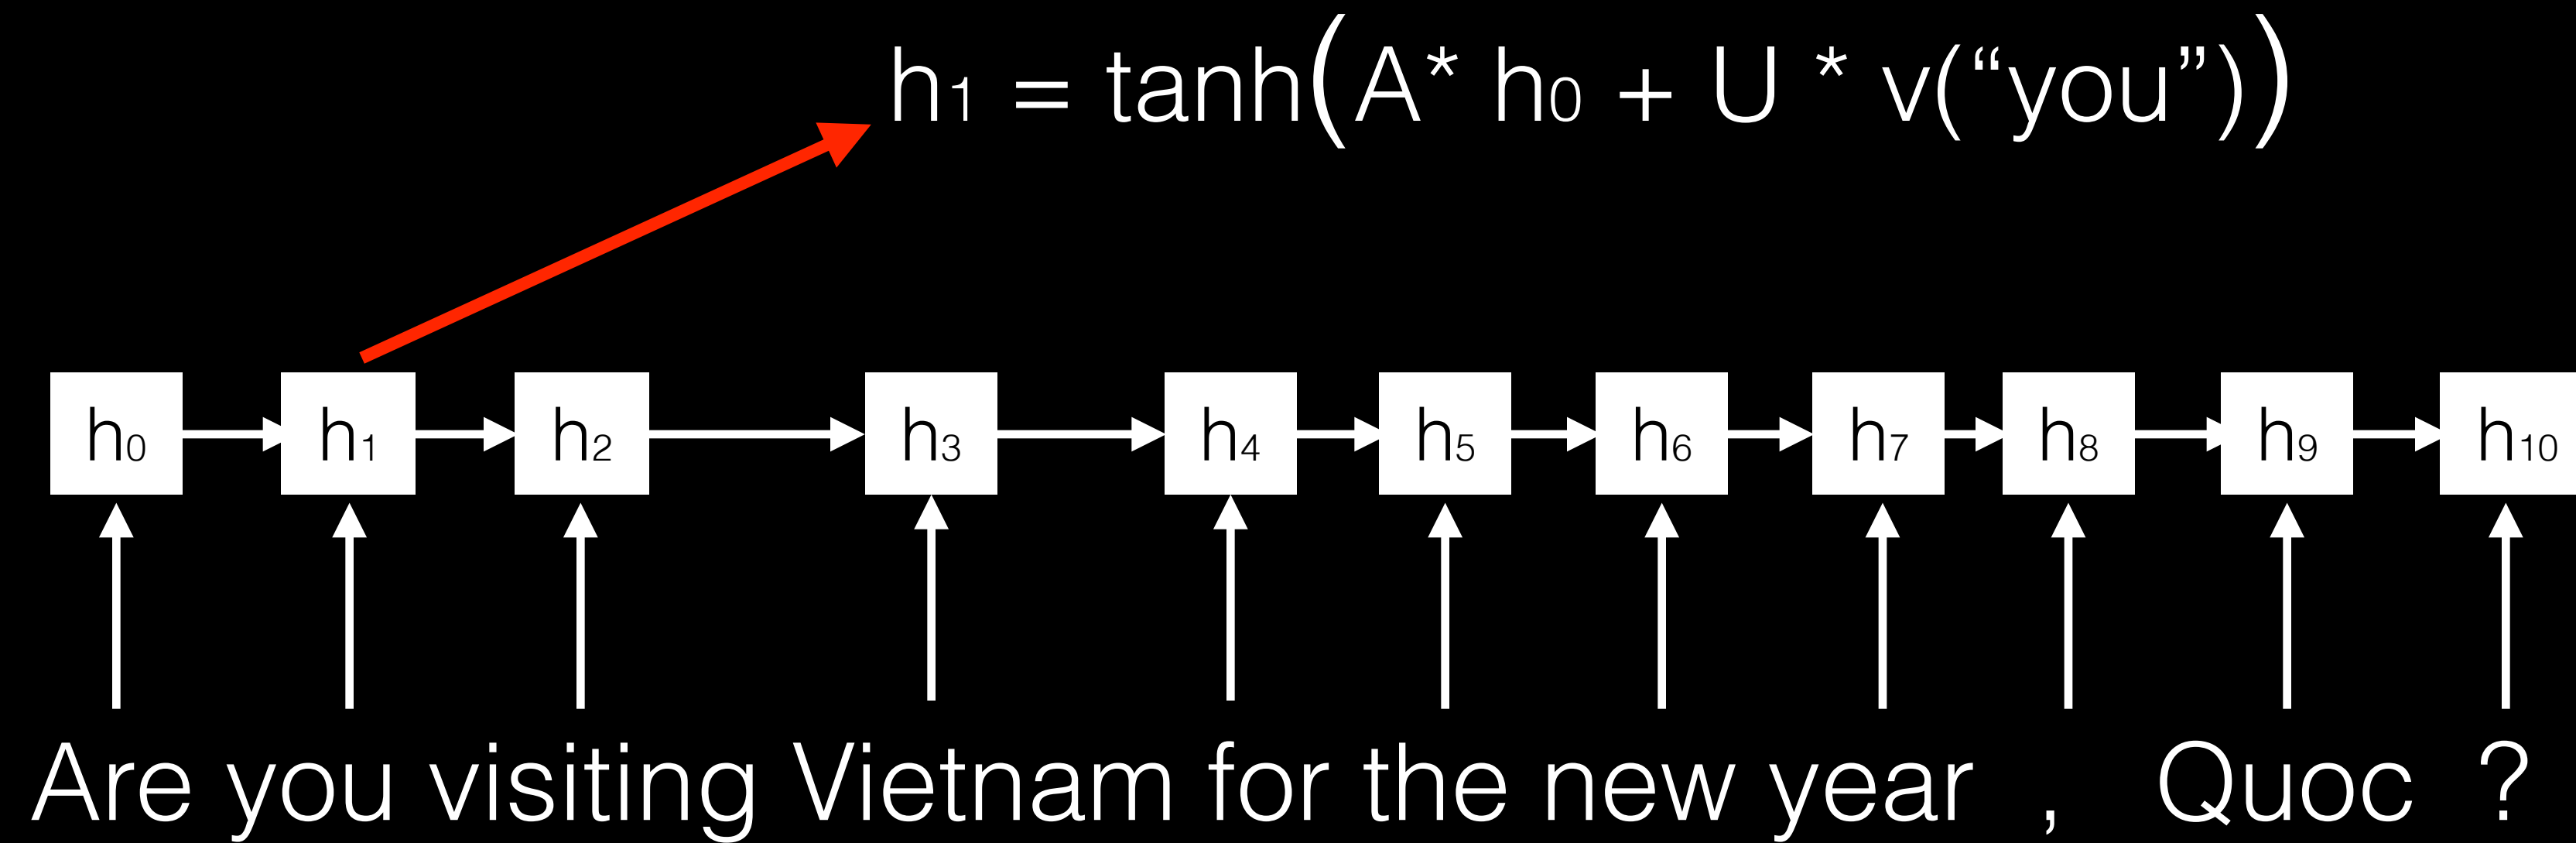 h₁ = tanh(A* h₀ + U * v(“you”))
h₀ h₁ h₂ h₃ h₄ h₅ h₆ h₇ h₈ h₉ h₁₀
Are you visiting Vietnam for the new year , Quoc ?